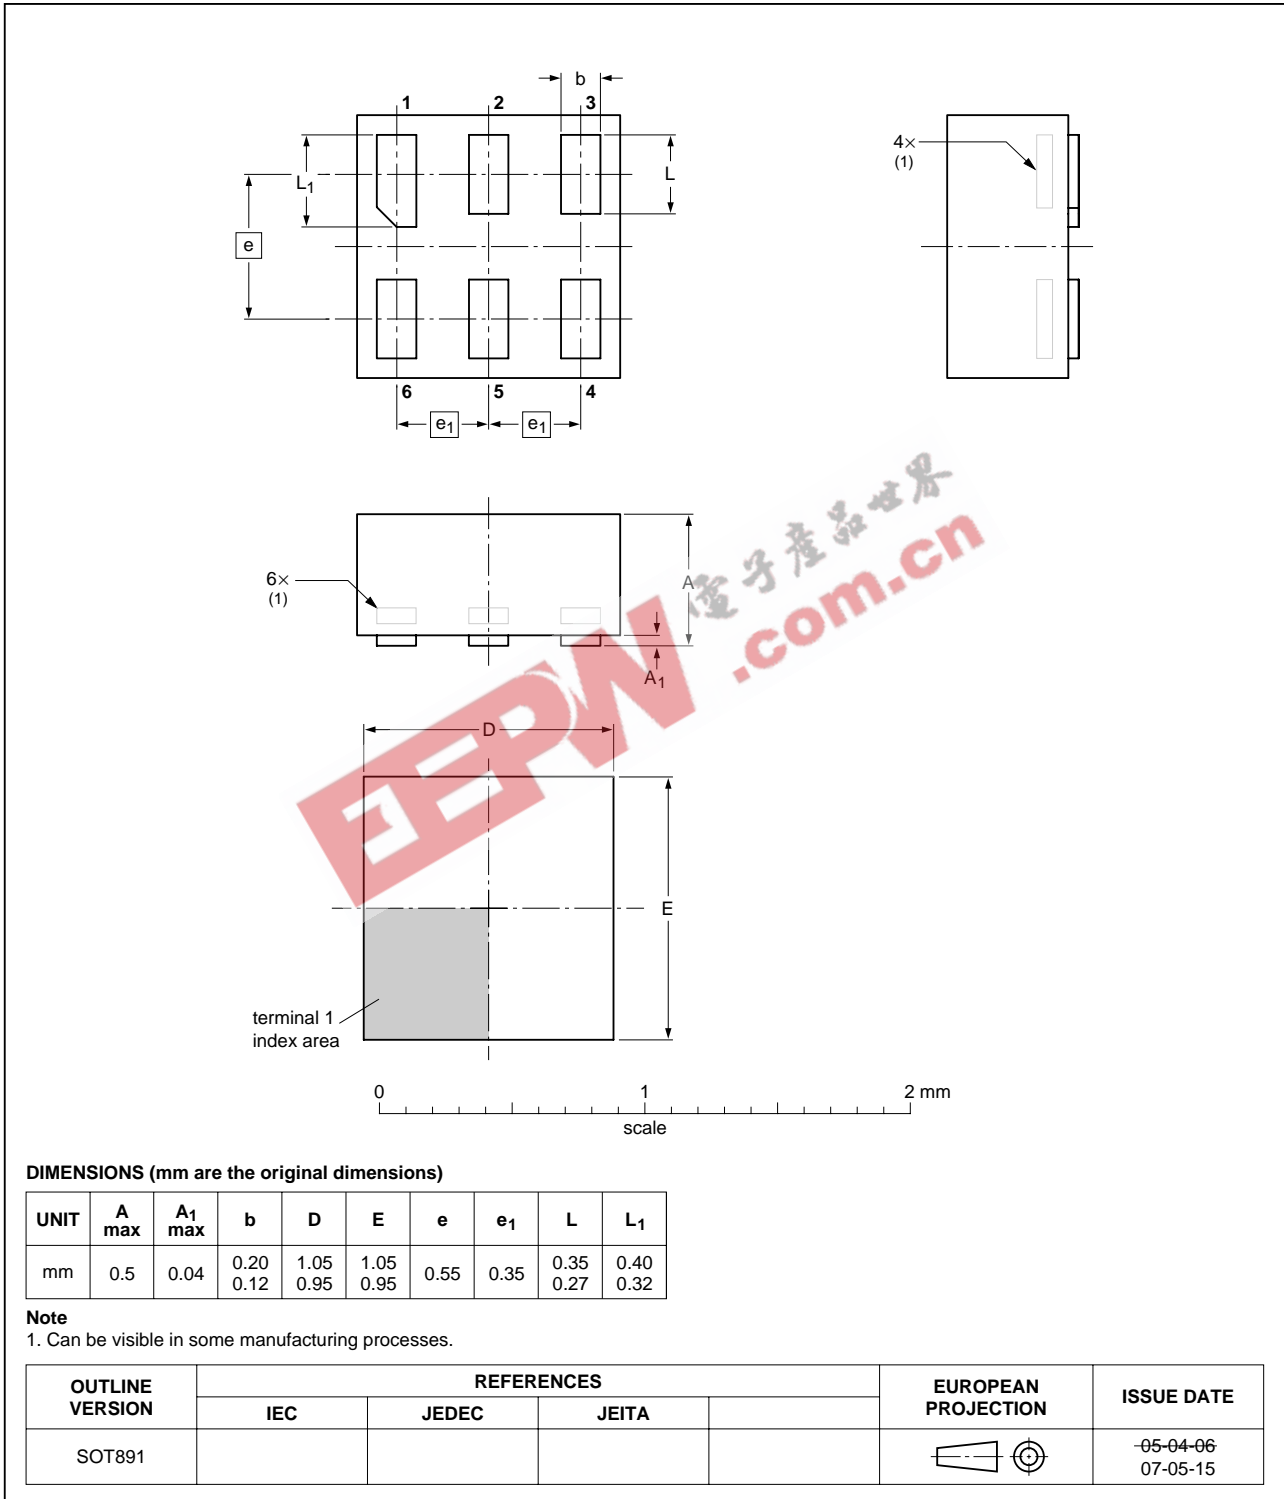 b
1 2 3
4×
(1)
L1
L
e
6 5 4
e1 e1
6×
(1)
A
A1
電子產品世界
EEPW
.com.cn
D
E
terminal 1
index area
0 1 2 mm
scale
DIMENSIONS (mm are the original dimensions)
UNIT A max A1 max b D E e e1 L L1
mm 0.5 0.04 0.20 0.12 1.05 0.95 1.05 0.95 0.55 0.35 0.35 0.27 0.40 0.32
Note
1. Can be visible in some manufacturing processes.
OUTLINE VERSION REFERENCES EUROPEAN PROJECTION ISSUE DATE
IEC JEDEC JEITA
SOT891 05-04-06
07-05-15